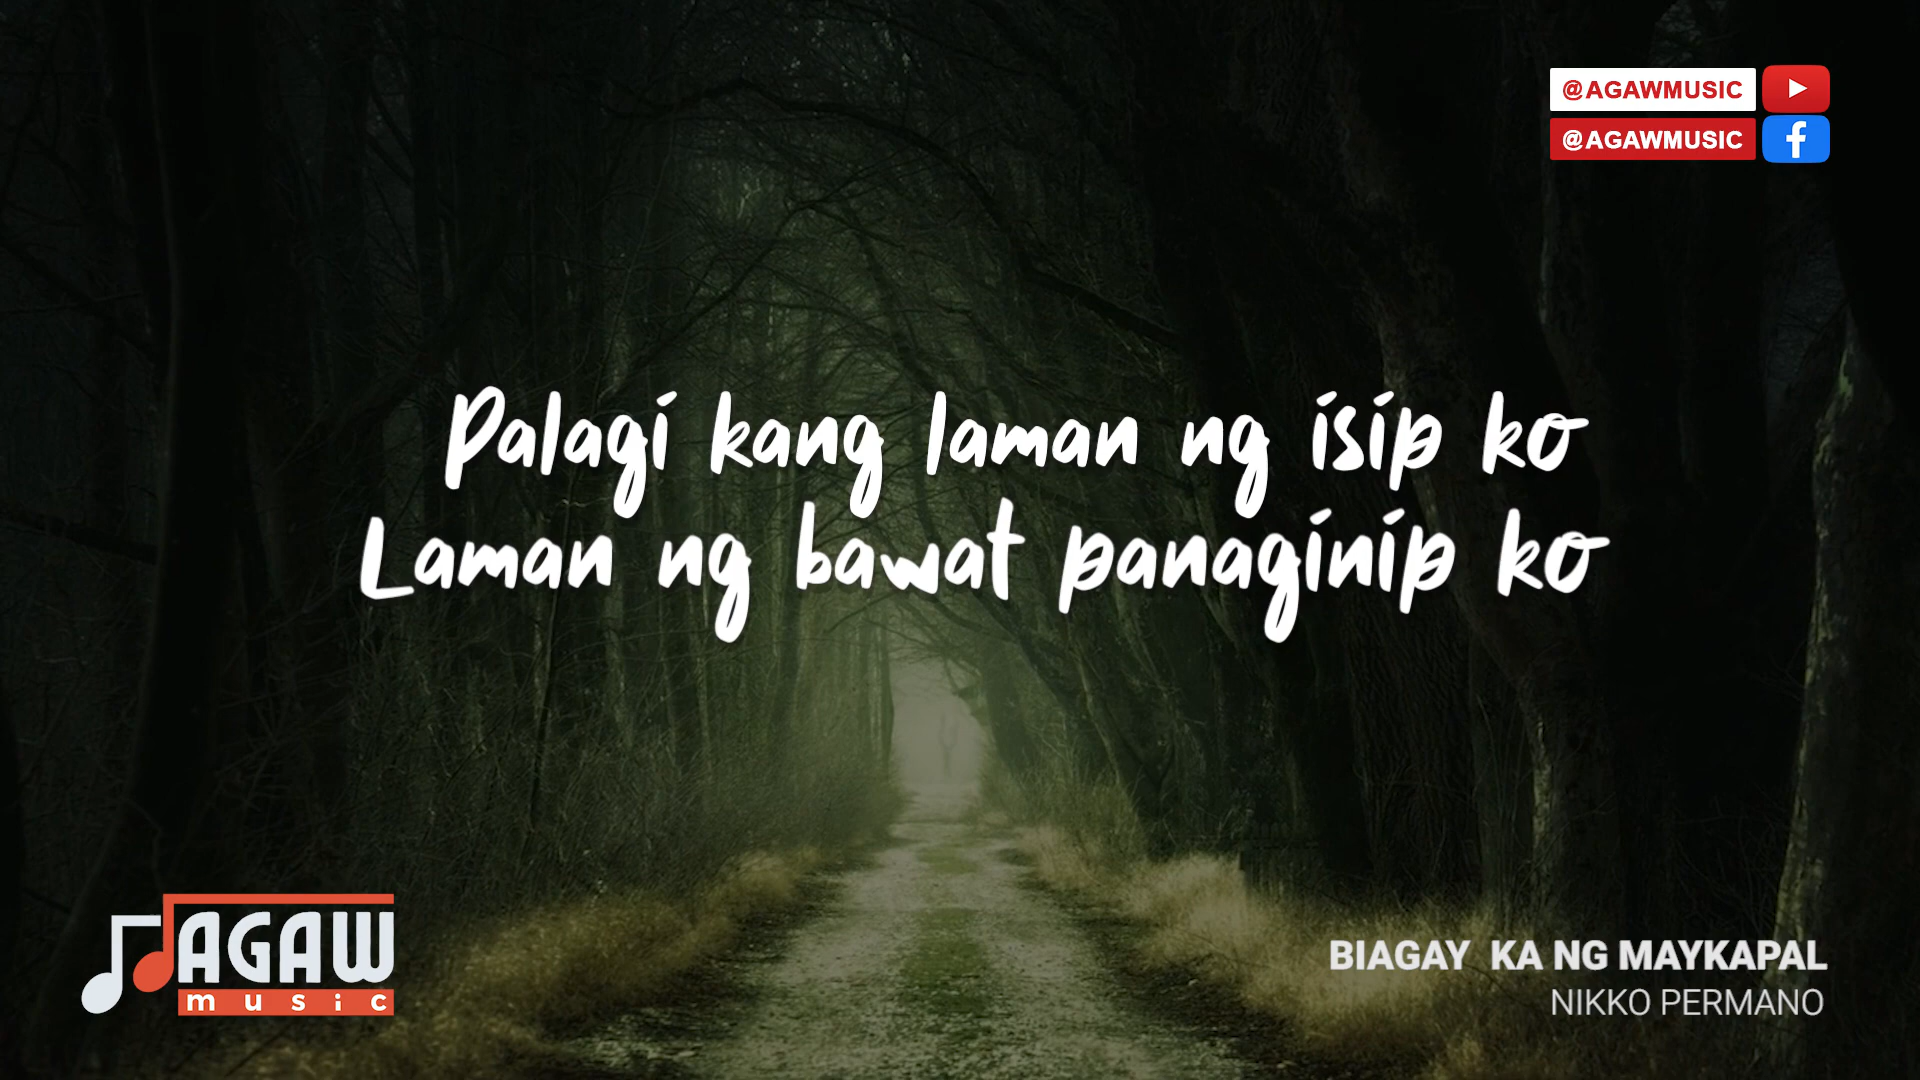 @AGAWMUSIC
@AGAWMUSIC
Palagi kang laman ng isip ko
Laman ng bawat panaginip ko
AGAW
music
BIAGAY KA NG MAYKAPAL
NIKKO PERMANO